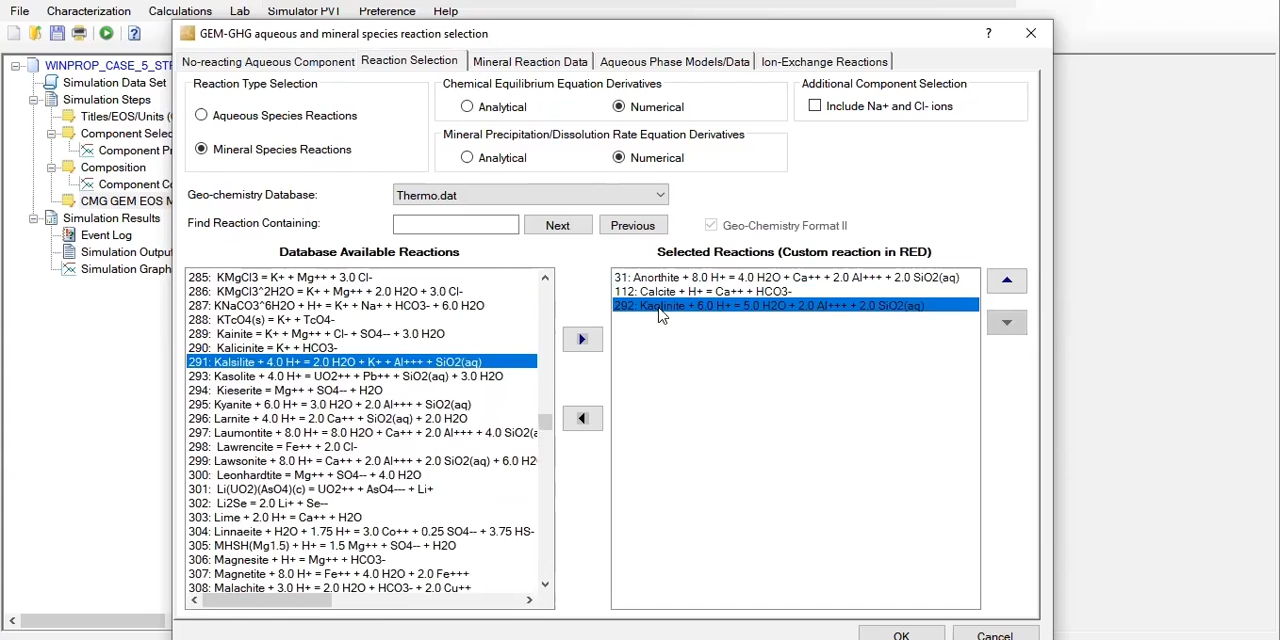 File Characterization Calculations Lab Simulator PVT Preference Help
GEM-GHG aqueous and mineral species reaction selection
WINPROP_CASE_5_STE
Simulation Data Set
Simulation Steps
Titles/EOS/Units (
Component Selec
Component Pr
Composition
Component Co
CMG GEM EOS M
Simulation Results
Event Log
Simulation Output
Simulation Graph
No-reacting Aqueous Component
Reaction Selection
Mineral Reaction Data
Aqueous Phase Models/Data
Ion-Exchange Reactions
Reaction Type Selection
Aqueous Species Reactions
Mineral Species Reactions
Chemical Equilibrium Equation Derivatives
Analytical
Numerical
Mineral Precipitation/Dissolution Rate Equation Derivatives
Analytical
Numerical
Additional Component Selection
Include Na+ and Cl- ions
Geo-chemistry Database:
Thermo.dat
Find Reaction Containing:
Next
Previous
Geo-Chemistry Format II
Database Available Reactions
285: KMgCl3 = K+ + Mg++ + 3.0 Cl-
286: KMgCl3^2H2O = K+ + Mg++ + 2.0 H2O + 3.0 Cl-
287: KNaCO3^6H2O + H+ = K+ + Na+ + HCO3- + 6.0 H2O
288: KTcO4(s) = K+ + TcO4-
289: Kainite = K+ + Mg++ + Cl- + SO4-- + 3.0 H2O
290: Kalicinite = K+ + HCO3-
291: Kalsilite + 4.0 H+ = 2.0 H2O + K+ + Al+++ + SiO2(aq)
293: Kasolite + 4.0 H+ = UO2++ + Pb++ + SiO2(aq) + 3.0 H2O
294: Kieserite = Mg++ + SO4-- + H2O
295: Kyanite + 6.0 H+ = 3.0 H2O + 2.0 Al+++ + SiO2(aq)
296: Larnite + 4.0 H+ = 2.0 Ca++ + SiO2(aq) + 2.0 H2O
297: Laumontite + 8.0 H+ = 8.0 H2O + Ca++ + 2.0 Al+++ + 4.0 SiO2(a
298: Lawrencite = Fe++ + 2.0 Cl-
299: Lawsonite + 8.0 H+ = Ca++ + 2.0 Al+++ + 2.0 SiO2(aq) + 6.0 H2
300: Leonhardtite = Mg++ + SO4-- + 4.0 H2O
301: Li(UO2)(AsO4)(c) = UO2++ + AsO4--- + Li+
302: Li2Se = 2.0 Li+ + Se--
303: Lime + 2.0 H+ = Ca++ + H2O
304: Linnaeite + H2O + 1.75 H+ = 3.0 Co++ + 0.25 SO4-- + 3.75 HS-
305: MHSH(Mg1.5) + H+ = 1.5 Mg++ + SO4-- + H2O
306: Magnesite + H+ = Mg++ + HCO3-
307: Magnetite + 8.0 H+ = Fe++ + 4.0 H2O + 2.0 Fe+++
308: Malachite + 3.0 H+ = 2.0 H2O + HCO3- + 2.0 Cu++
Selected Reactions (Custom reaction in RED)
31: Anorthite + 8.0 H+ = 4.0 H2O + Ca++ + 2.0 Al+++ + 2.0 SiO2(aq)
112: Calcite + H+ = Ca++ + HCO3-
292: Kaolinite + 6.0 H+ = 5.0 H2O + 2.0 Al+++ + 2.0 SiO2(aq)
OK
Cancel